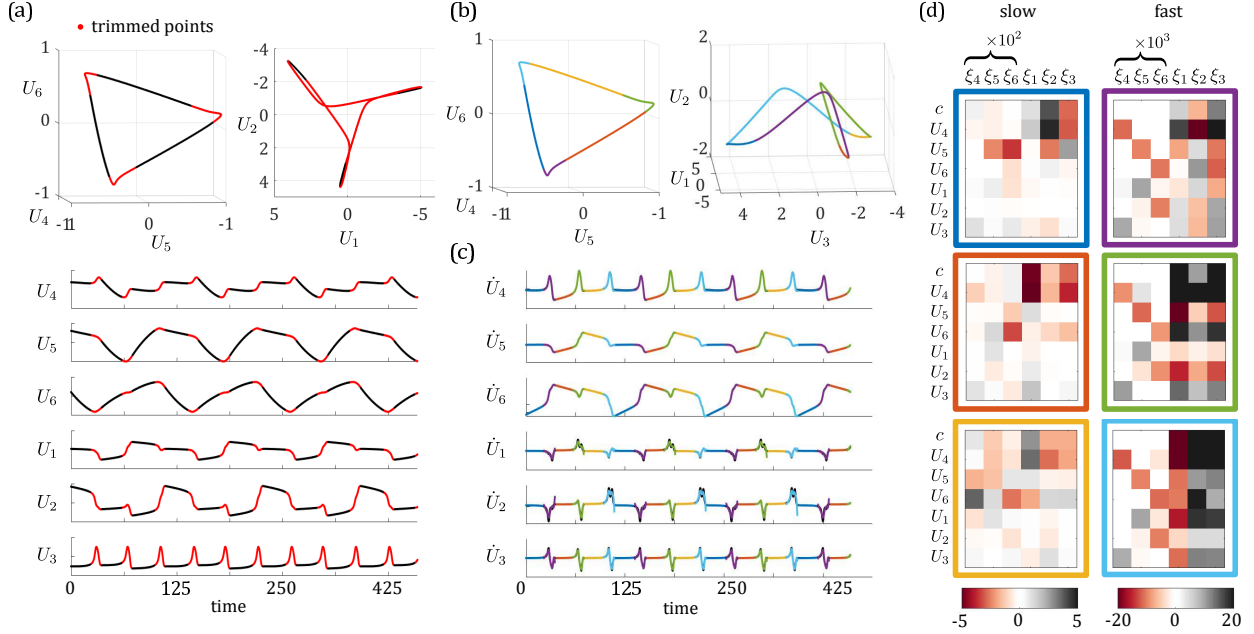 (a)
• trimmed points
1
U₆
0
-1
U₄
-11
0
U₅
-1
-4
-2
U₂
0
2
4
5
0
U₁
-5
U₄
U₅
U₆
U₁
U₂
U₃
0
125
250
425
time
(b)
1
U₆
0
-1
U₄
-11
0
U₅
-1
2
U₂
0
-2
U₁
5
0
-5
4
2
0
-2
-4
U₃
(c)
U̇₄
U̇₅
U̇₆
U̇₁
U̇₂
U̇₃
0
125
250
425
time
(d)
slow
fast
×10²
×10³
ξ₄ ξ₅ ξ₆ ξ₁ ξ₂ ξ₃
ξ₄ ξ₅ ξ₆ ξ₁ ξ₂ ξ₃
c
U₄
U₅
U₆
U₁
U₂
U₃
c
U₄
U₅
U₆
U₁
U₂
U₃
c
U₄
U₅
U₆
U₁
U₂
U₃
-5
0
5
-20
0
20